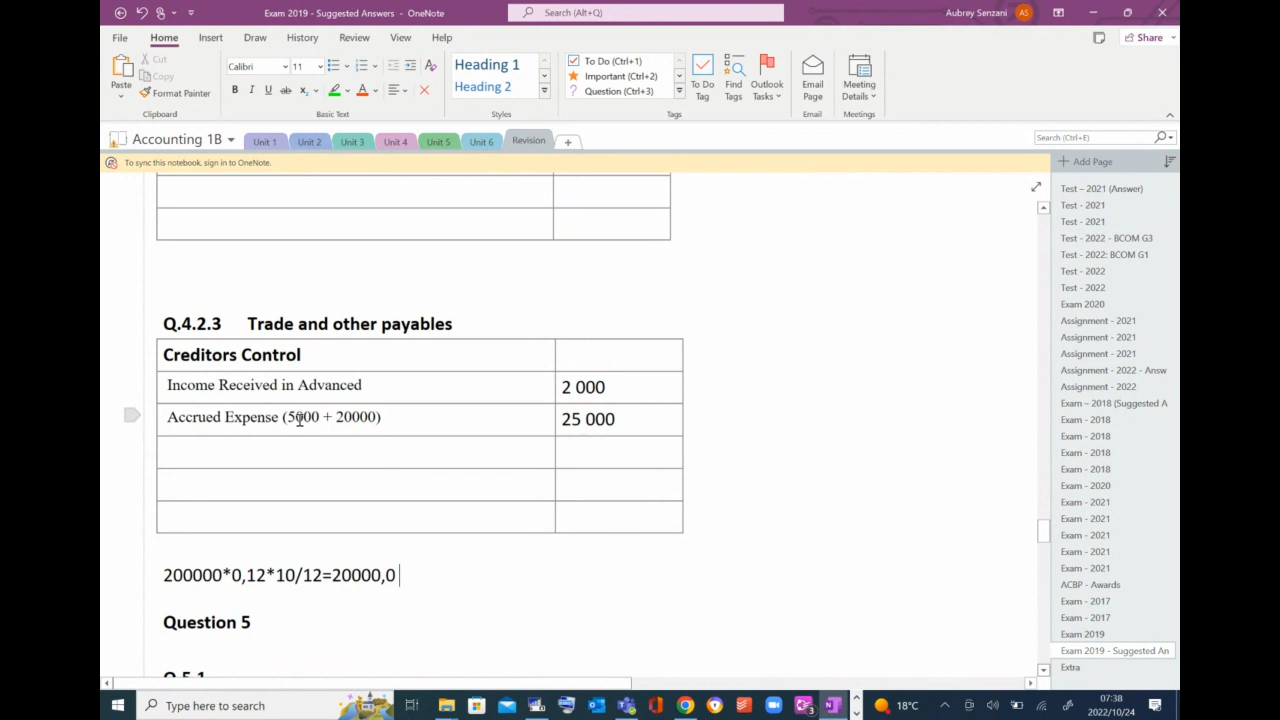 Exam 2019 - Suggested Answers - OneNote
Search (Alt+Q)
Aubrey Senzani
AS
File Home Insert Draw History Review View Help
Share
Paste
Cut
Copy
Format Painter
Clipboard
Calibri 11
B I U ab x
A
Basic Text
Heading 1
Heading 2
Styles
To Do (Ctrl+1)
Important (Ctrl+2)
Question (Ctrl+3)
Tags
To Do
Tag
Find
Tags
Outlook
Tasks
Email
Page
Email
Meeting
Details
Meetings
Accounting 1B
Unit 1 Unit 2 Unit 3 Unit 4 Unit 5 Unit 6 Revision
Search (Ctrl+E)
To sync this notebook, sign in to OneNote.
Q.4.2.3 Trade and other payables
Creditors Control
Income Received in Advanced 2 000
Accrued Expense (5000 + 20000) 25 000
200000*0,12*10/12=20000,0
Question 5
Q.5.1
Add Page
Test – 2021 (Answer)
Test - 2021
Test - 2021
Test - 2022 - BCOM G3
Test - 2022: BCOM G1
Test - 2022
Test - 2022
Exam 2020
Assignment - 2021
Assignment - 2021
Assignment - 2021
Assignment - 2022 - Answ
Assignment - 2022
Exam – 2018 (Suggested A
Exam - 2018
Exam - 2018
Exam - 2018
Exam - 2018
Exam - 2020
Exam - 2021
Exam - 2021
Exam - 2021
Exam - 2021
Exam - 2021
ACBP - Awards
Exam - 2017
Exam - 2017
Exam 2019
Exam 2019 - Suggested An
Extra
Type here to search
18°C
07:38
2022/10/24